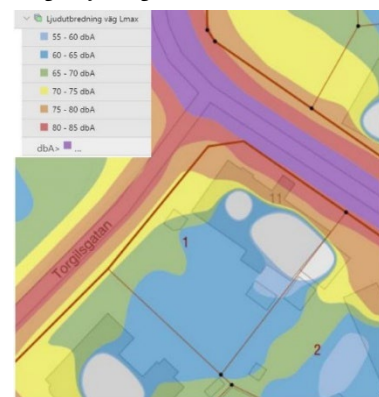 Ljudutbredning väg Lmax
55 - 60 dbA
60 - 65 dbA
65 - 70 dbA
70 - 75 dbA
75 - 80 dbA
80 - 85 dbA
dbA> ...
11
1
Torgilsgatan
2